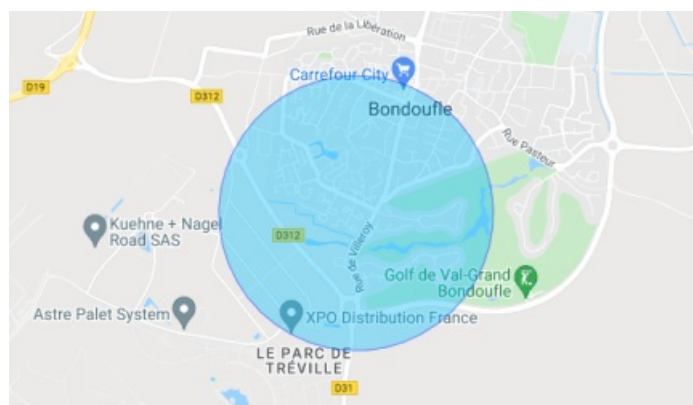 Rue de la Libération
Carrefour City
D19
D312
Bondoufle
Rue Pasteur
Kuehne + Nagel
Road SAS
D312
Rue de Villeroy
Golf de Val-Grand
Bondoufle
Astre Palet System
XPO Distribution France
LE PARC DE
TRÉVILLE
D31